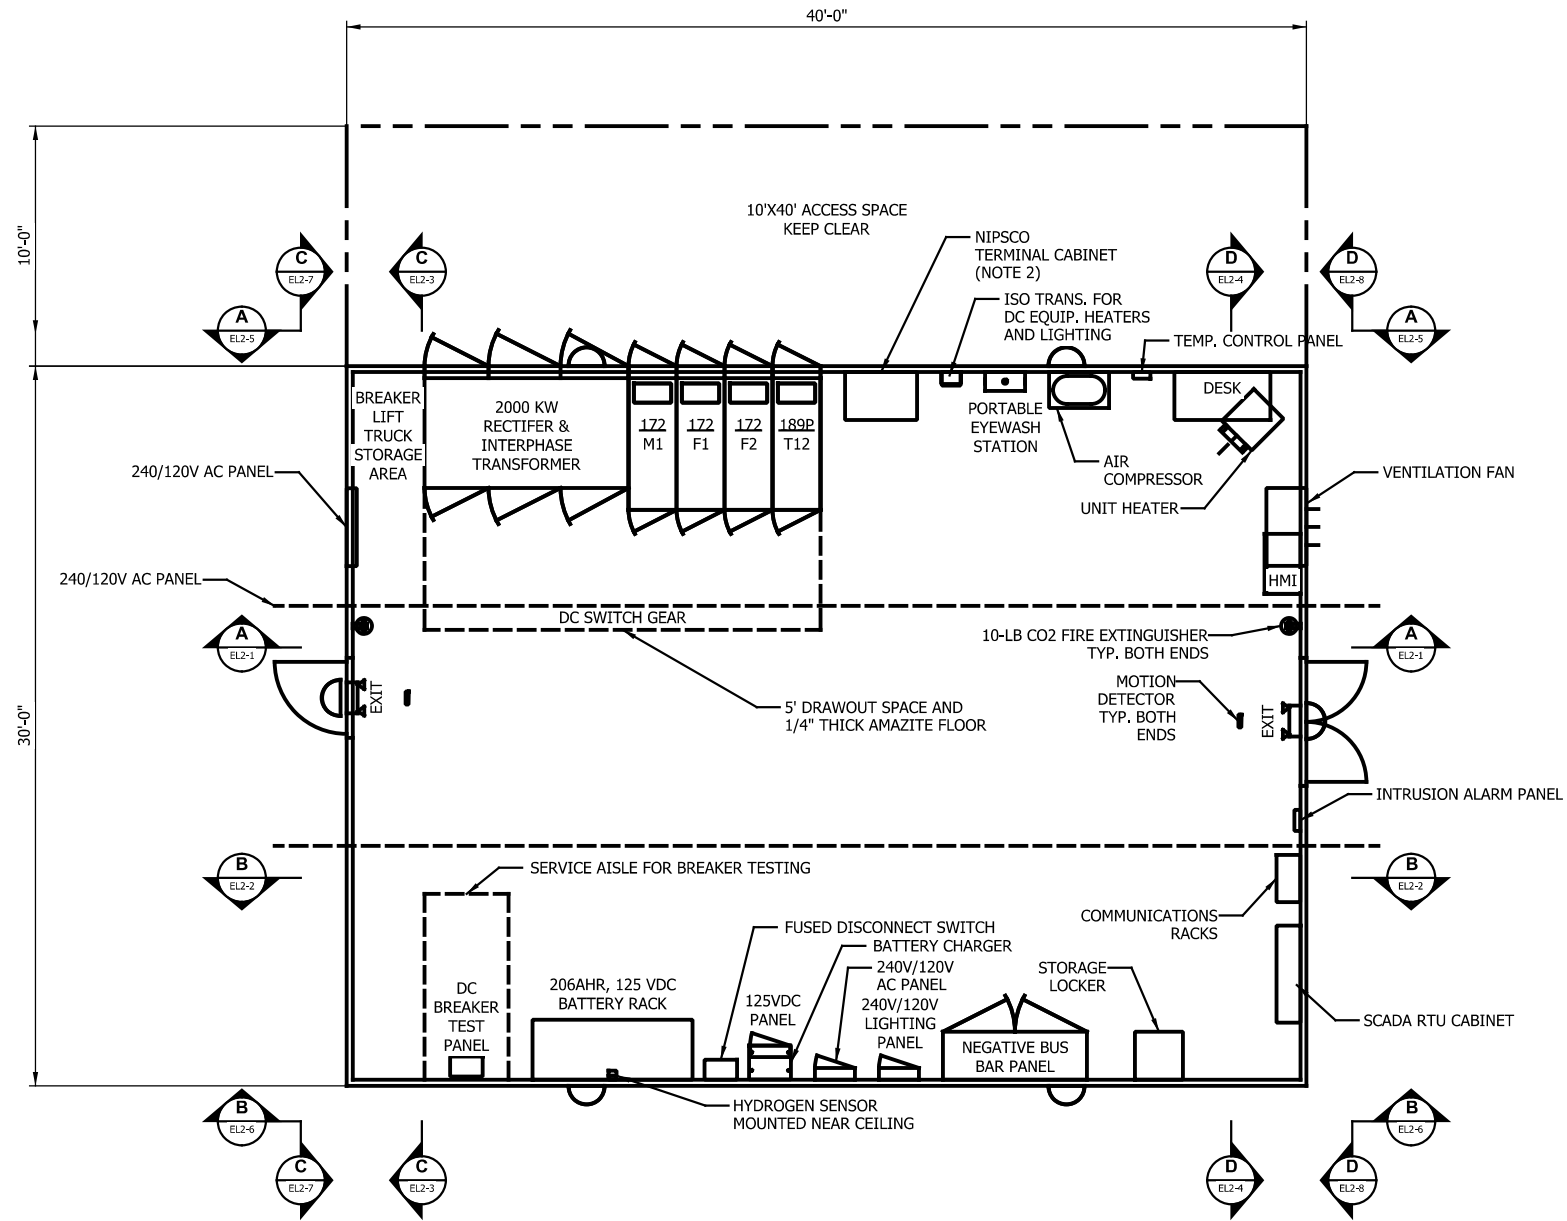 40'-0"
10'-0"
10'X40' ACCESS SPACE
KEEP CLEAR
NIPSCO
TERMINAL CABINET
(NOTE 2)
C
EL2-7
C
EL2-3
D
EL2-4
D
EL2-8
ISO TRANS. FOR
DC EQUIP. HEATERS
AND LIGHTING
A
EL2-5
A
EL2-5
TEMP. CONTROL PANEL
BREAKER
LIFT
TRUCK
STORAGE
AREA
2000 KW
RECTIFER &
INTERPHASE
TRANSFORMER
172
M1
172
F1
172
F2
189P
T12
PORTABLE
EYEWASH
STATION
DESK
AIR
COMPRESSOR
UNIT HEATER
240/120V AC PANEL
VENTILATION FAN
HMI
240/120V AC PANEL
DC SWITCH GEAR
A
EL2-1
10-LB CO2 FIRE EXTINGUISHER
TYP. BOTH ENDS
A
EL2-1
30'-0"
EXIT
5' DRAWOUT SPACE AND
1/4" THICK AMAZITE FLOOR
MOTION
DETECTOR
TYP. BOTH
ENDS
EXIT
INTRUSION ALARM PANEL
B
EL2-2
SERVICE AISLE FOR BREAKER TESTING
B
EL2-2
COMMUNICATIONS
RACKS
FUSED DISCONNECT SWITCH
BATTERY CHARGER
240V/120V
AC PANEL
240V/120V
LIGHTING
PANEL
STORAGE
LOCKER
DC
BREAKER
TEST
PANEL
206AHR, 125 VDC
BATTERY RACK
125VDC
PANEL
SCADA RTU CABINET
NEGATIVE BUS
BAR PANEL
HYDROGEN SENSOR
MOUNTED NEAR CEILING
B
EL2-6
B
EL2-6
C
EL2-7
C
EL2-3
D
EL2-4
D
EL2-8